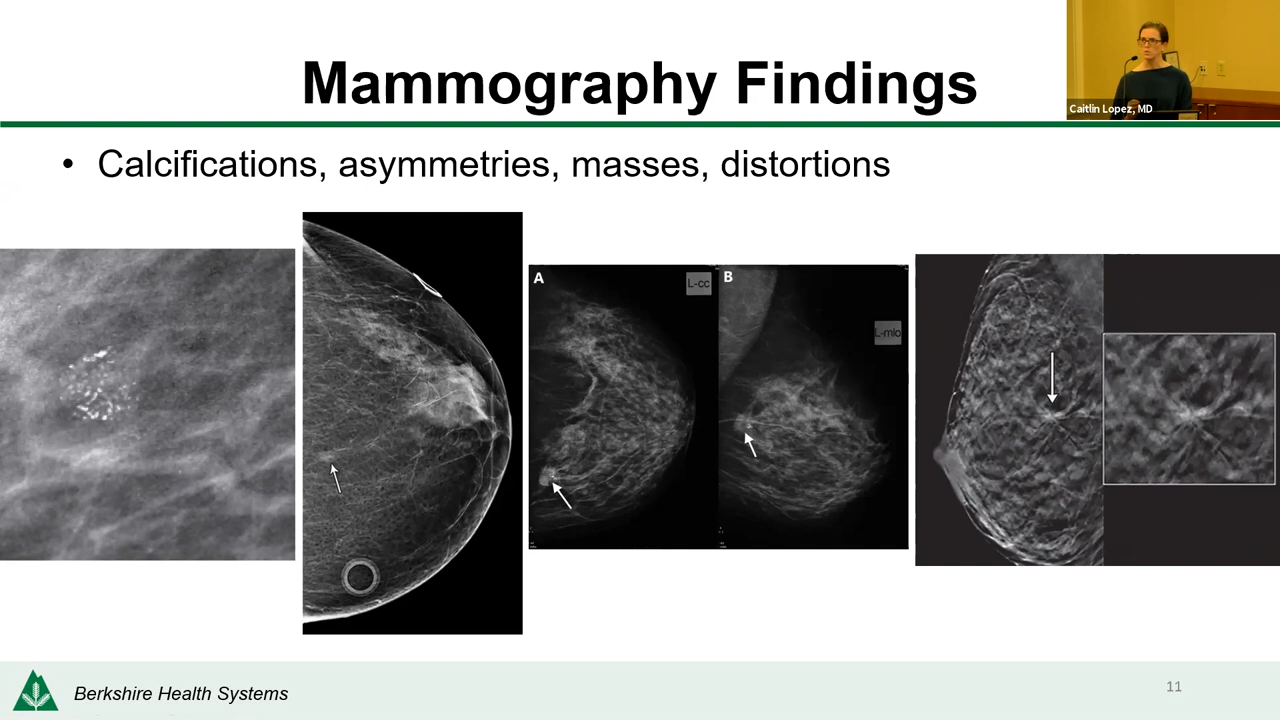 Mammography Findings
Caitlin Lopez, MD
• Calcifications, asymmetries, masses, distortions
A
L-cc
B
L-mlo
Berkshire Health Systems
11